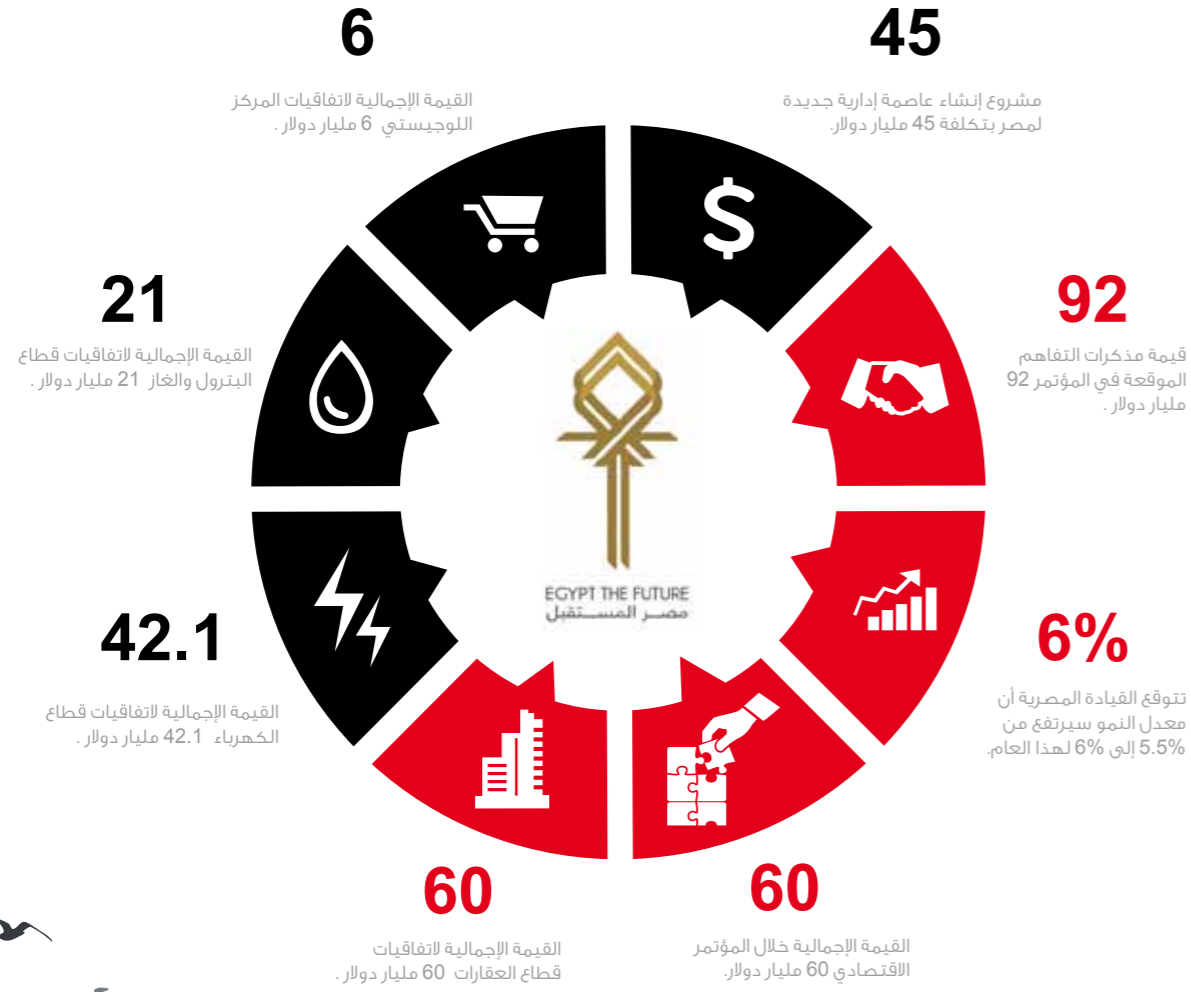 45
مشروع إنشاء عاصمة إدارية جديدة
لمصر بتكلفة 45 مليار دولار.
6
القيمة الإجمالية لاتفاقيات المركز
اللوجيستي 6 مليار دولار .
92
قيمة مذكرات التفاهم
الموقعة في المؤتمر 92
مليار دولار .
21
القيمة الإجمالية لاتفاقيات قطاع
البترول والغاز 21 مليار دولار .
$
EGYPT THE FUTURE
مصر المستقبل
6%
تتوقع القيادة المصرية أن
معدل النمو سيرتفع من
5.5% إلى 6% لهذا العام.
42.1
القيمة الإجمالية لاتفاقيات قطاع
الكهرباء 42.1 مليار دولار .
60
القيمة الإجمالية خلال المؤتمر
الاقتصادي 60 مليار دولار.
60
القيمة الإجمالية لاتفاقيات
قطاع العقارات 60 مليار دولار .